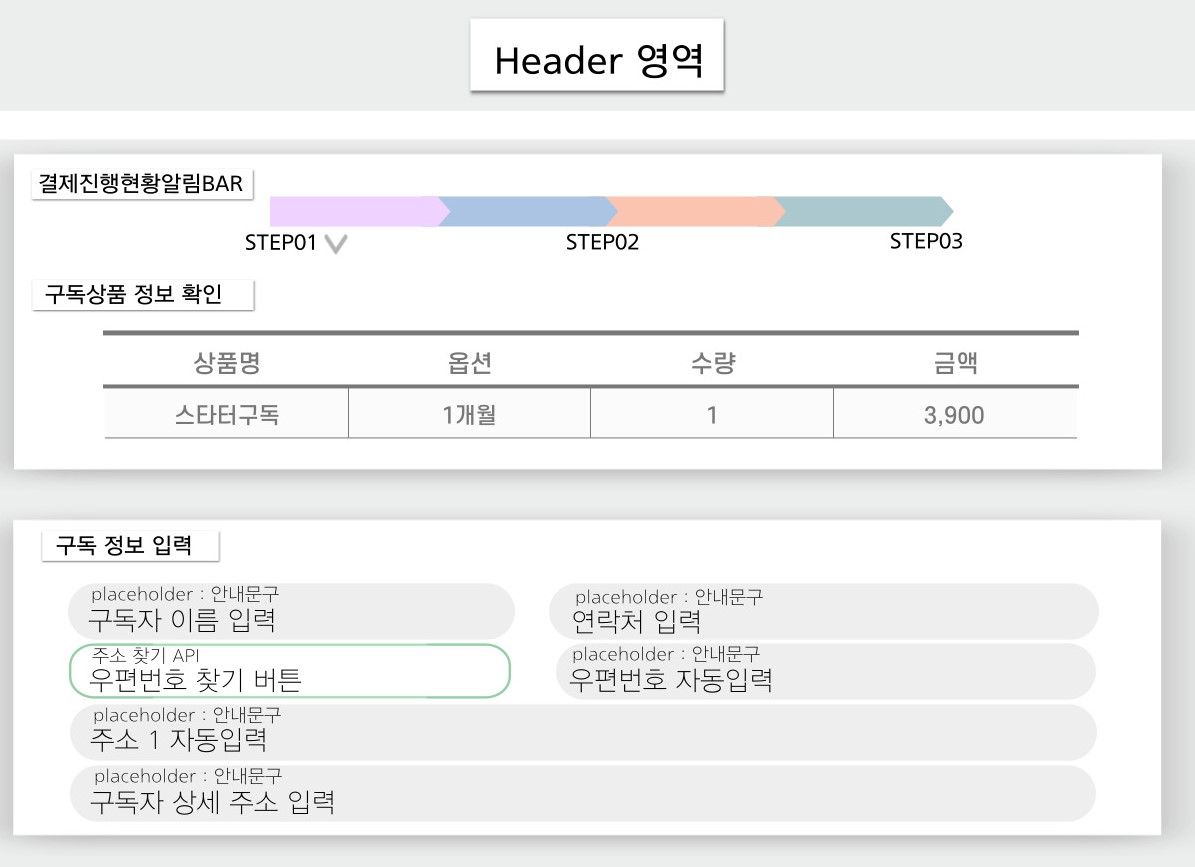 Header 영역
결제진행현황알림BAR
STEP01 STEP02 STEP03
구독상품 정보 확인
상품명 옵션 수량 금액
스타터구독 1개월 1 3,900
구독 정보 입력
placeholder : 안내문구
구독자 이름 입력
placeholder : 안내문구
연락처 입력
주소 찾기 API
우편번호 찾기 버튼
placeholder : 안내문구
우편번호 자동입력
placeholder : 안내문구
주소 1 자동입력
placeholder : 안내문구
구독자 상세 주소 입력